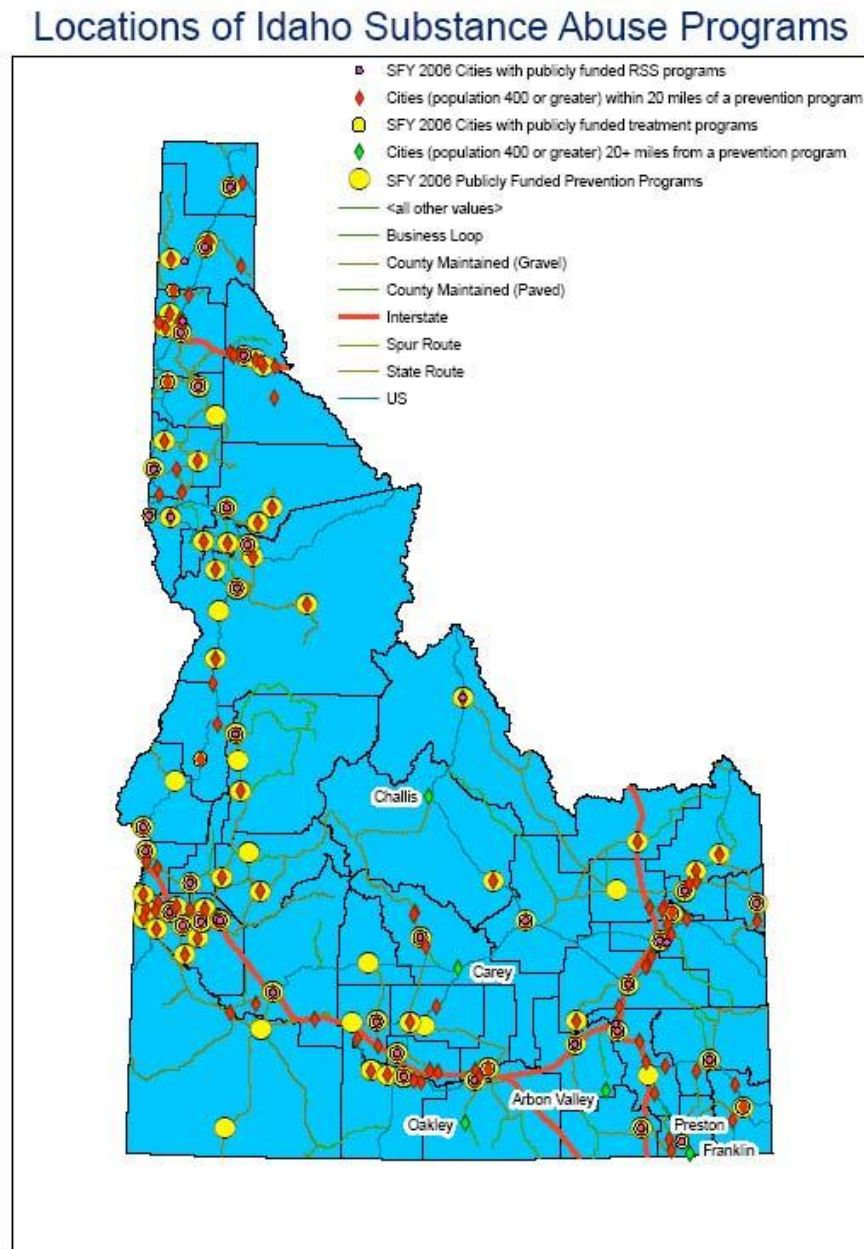 Locations of Idaho Substance Abuse Programs
SFY 2006 Cities with publicly funded RSS programs
Cities (population 400 or greater) within 20 miles of a prevention program
SFY 2006 Cities with publicly funded treatment programs
Cities (population 400 or greater) 20+ miles from a prevention program
SFY 2006 Publicly Funded Prevention Programs
<all other values>
Business Loop
County Maintained (Gravel)
County Maintained (Paved)
Interstate
Spur Route
State Route
US
Challis
Carey
Arbon Valley
Oakley
Preston
Franklin